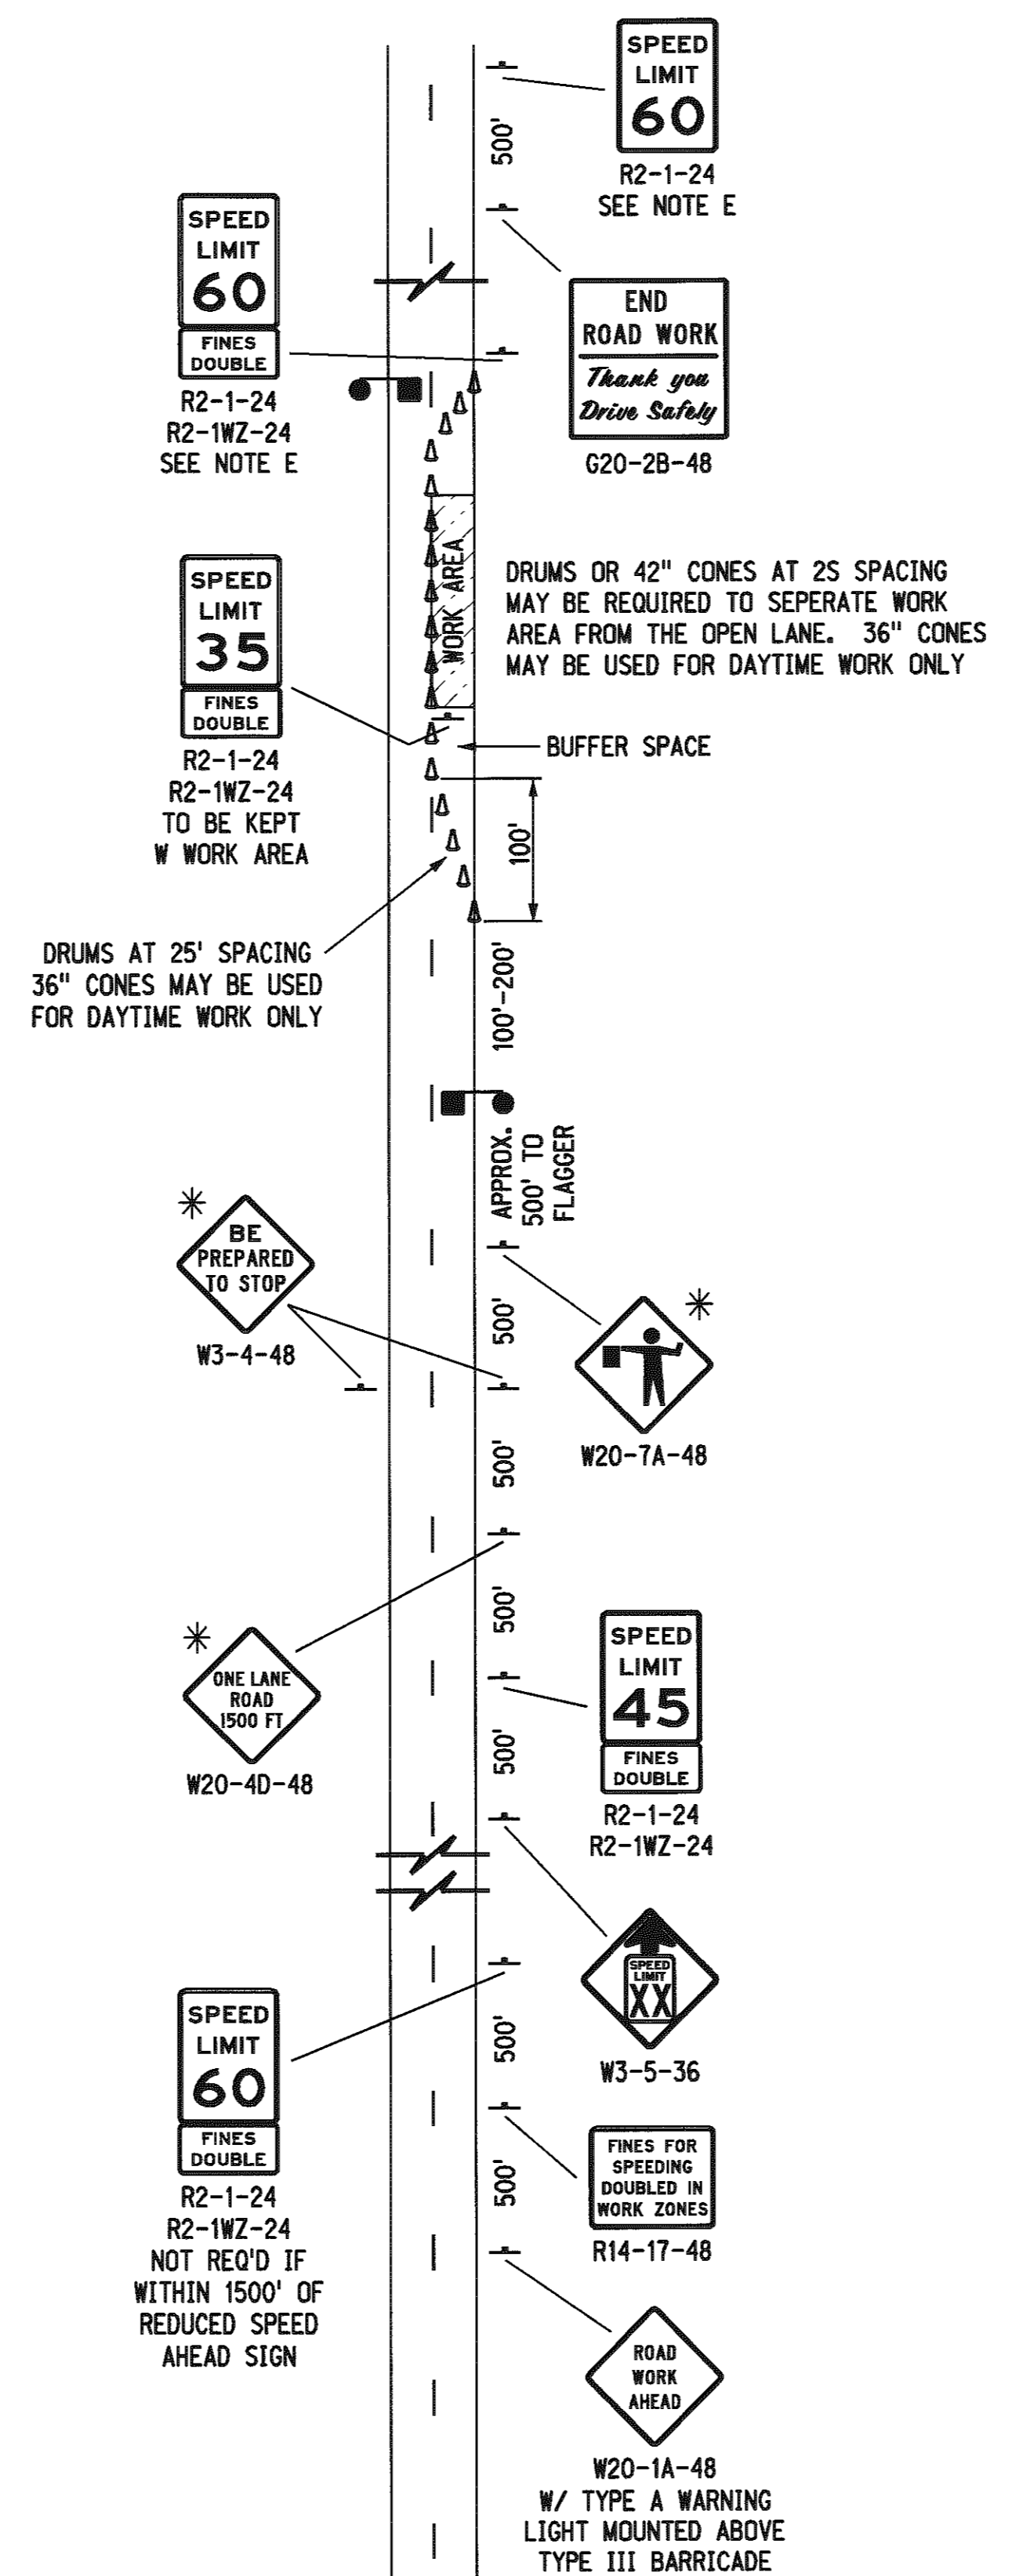 SPEED
LIMIT
60
R2-1-24
SEE NOTE E
500'
SPEED
LIMIT
60
FINES
DOUBLE
R2-1-24
R2-1WZ-24
SEE NOTE E
END
ROAD WORK
Thank you
Drive Safely
G20-2B-48
SPEED
LIMIT
35
FINES
DOUBLE
R2-1-24
R2-1WZ-24
TO BE KEPT
W WORK AREA
WORK AREA
DRUMS OR 42" CONES AT 2S SPACING
MAY BE REQUIRED TO SEPERATE WORK
AREA FROM THE OPEN LANE. 36" CONES
MAY BE USED FOR DAYTIME WORK ONLY
BUFFER SPACE
100'
DRUMS AT 25' SPACING
36" CONES MAY BE USED
FOR DAYTIME WORK ONLY
100'-200'
APPROX.
500' TO
FLAGGER
BE
PREPARED
TO STOP
W3-4-48
500'
W20-7A-48
500'
ONE LANE
ROAD
1500 FT
W20-4D-48
500'
SPEED
LIMIT
45
FINES
DOUBLE
R2-1-24
R2-1WZ-24
500'
SPEED
LIMIT
XX
W3-5-36
SPEED
LIMIT
60
FINES
DOUBLE
R2-1-24
R2-1WZ-24
NOT REQ'D IF
WITHIN 1500' OF
REDUCED SPEED
AHEAD SIGN
500'
FINES FOR
SPEEDING
DOUBLED IN
WORK ZONES
R14-17-48
500'
ROAD
WORK
AHEAD
W20-1A-48
W/ TYPE A WARNING
LIGHT MOUNTED ABOVE
TYPE III BARRICADE